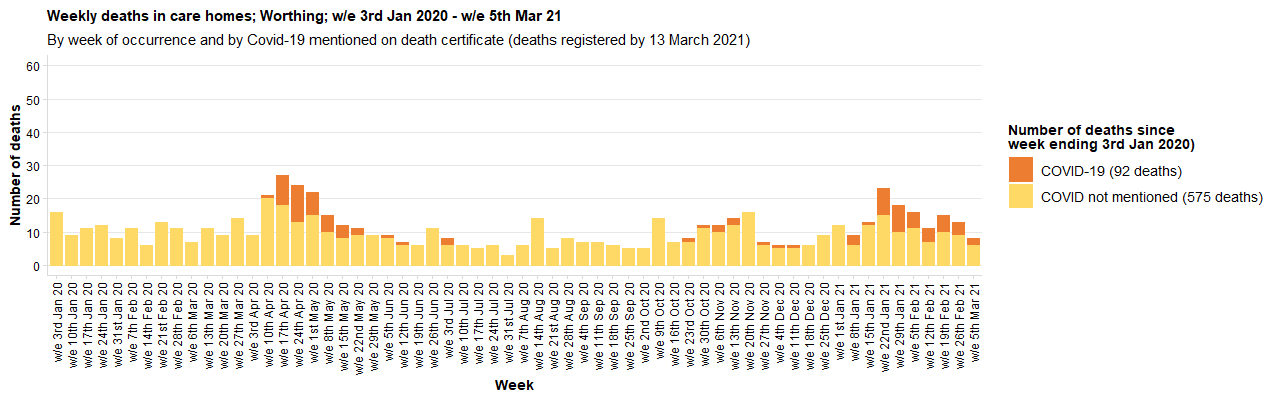 Weekly deaths in care homes; Worthing; w/e 3rd Jan 2020 - w/e 5th Mar 21
By week of occurrence and by Covid-19 mentioned on death certificate (deaths registered by 13 March 2021)
Number of deaths
60
50
40
30
20
10
0
w/e 3rd Jan 20
w/e 10th Jan 20
w/e 17th Jan 20
w/e 24th Jan 20
w/e 31st Jan 20
w/e 7th Feb 20
w/e 14th Feb 20
w/e 21st Feb 20
w/e 28th Feb 20
w/e 6th Mar 20
w/e 13th Mar 20
w/e 20th Mar 20
w/e 27th Mar 20
w/e 3rd Apr 20
w/e 10th Apr 20
w/e 17th Apr 20
w/e 24th Apr 20
w/e 1st May 20
w/e 8th May 20
w/e 15th May 20
w/e 22nd May 20
w/e 29th May 20
w/e 5th Jun 20
w/e 12th Jun 20
w/e 19th Jun 20
w/e 26th Jun 20
w/e 3rd Jul 20
w/e 10th Jul 20
w/e 17th Jul 20
w/e 24th Jul 20
w/e 31st Jul 20
w/e 7th Aug 20
w/e 14th Aug 20
w/e 21st Aug 20
w/e 28th Aug 20
w/e 4th Sep 20
w/e 11th Sep 20
w/e 18th Sep 20
w/e 25th Sep 20
w/e 2nd Oct 20
w/e 9th Oct 20
w/e 16th Oct 20
w/e 23rd Oct 20
w/e 30th Oct 20
w/e 6th Nov 20
w/e 13th Nov 20
w/e 20th Nov 20
w/e 27th Nov 20
w/e 4th Dec 20
w/e 11th Dec 20
w/e 18th Dec 20
w/e 25th Dec 20
w/e 1st Jan 21
w/e 8th Jan 21
w/e 15th Jan 21
w/e 22nd Jan 21
w/e 29th Jan 21
w/e 5th Feb 21
w/e 12th Feb 21
w/e 19th Feb 21
w/e 26th Feb 21
w/e 5th Mar 21
Week
Number of deaths since
week ending 3rd Jan 2020)
COVID-19 (92 deaths)
COVID not mentioned (575 deaths)